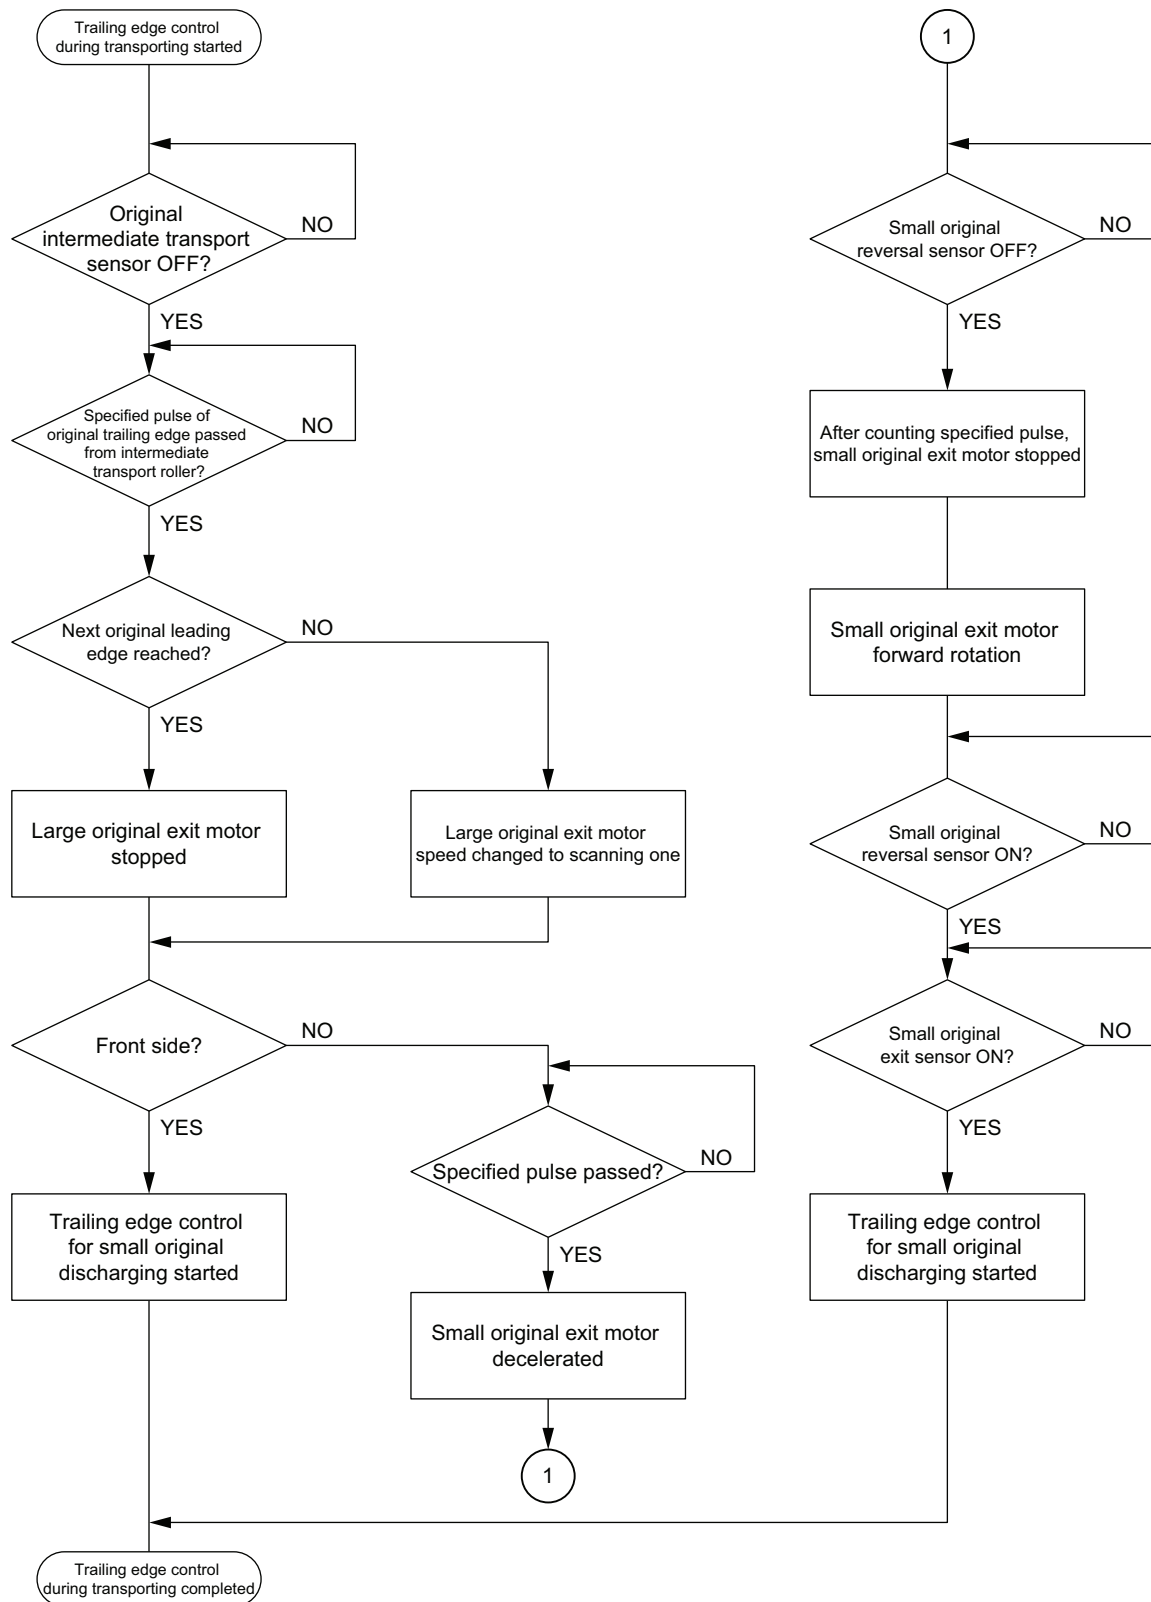 Trailing edge control
during transporting started
Original
intermediate transport
sensor OFF?
NO
YES
Specified pulse of
original trailing edge passed
from intermediate
transport roller?
NO
YES
Next original leading
edge reached?
NO
YES
Large original exit motor
stopped
Large original exit motor
speed changed to scanning one
Front side?
NO
YES
Specified pulse passed?
NO
YES
Trailing edge control
for small original
discharging started
Small original exit motor
decelerated
1
Trailing edge control
during transporting completed
1
Small original
reversal sensor OFF?
NO
YES
After counting specified pulse,
small original exit motor stopped
Small original exit motor
forward rotation
Small original
reversal sensor ON?
NO
YES
Small original
exit sensor ON?
NO
YES
Trailing edge control
for small original
discharging started